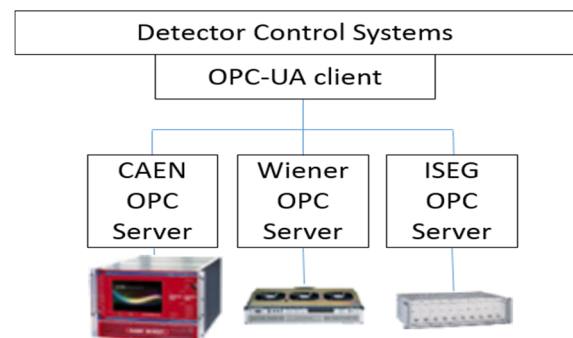 Detector Control Systems
OPC-UA client
CAEN
OPC
Server
Wiener
OPC
Server
ISEG
OPC
Server